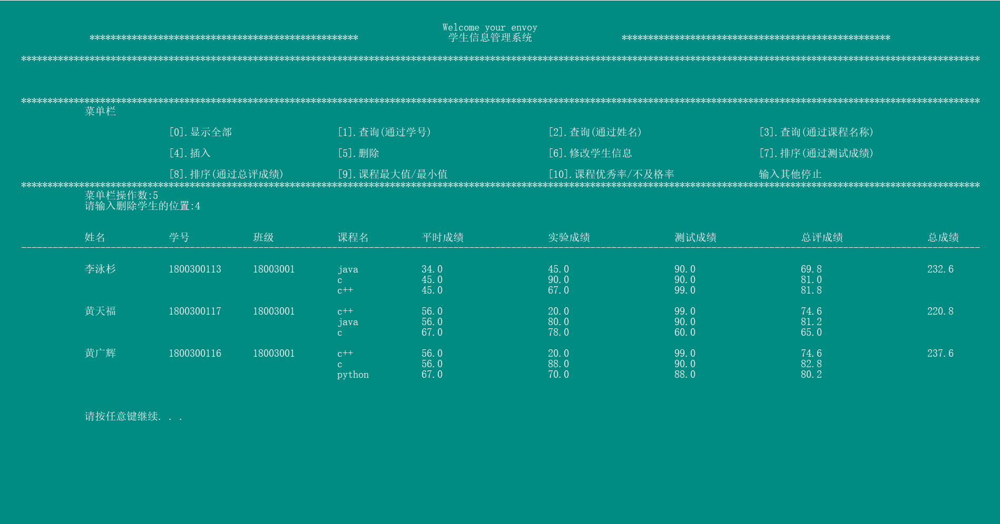 Welcome your envoy
*************************************************** 学生信息管理系统 ***************************************************
**************************************************************************************************************************************************************************************
**************************************************************************************************************************************************************************************
菜单栏
[0].显示全部 [1].查询(通过学号) [2].查询(通过姓名) [3].查询(通过课程名称)
[4].插入 [5].删除 [6].修改学生信息 [7].排序(通过测试成绩)
[8].排序(通过总评成绩) [9].课程最大值/最小值 [10].课程优秀率/不及格率 输入其他停止
**************************************************************************************************************************************************************************************
菜单栏操作数:5
请输入删除学生的位置:4
姓名 学号 班级 课程名 平时成绩 实验成绩 测试成绩 总评成绩 总成绩
--------------------------------------------------------------------------------------------------------------------------------------------------------------------------------------
李泳杉 1800300113 18003001 java 34.0 45.0 90.0 69.8 232.6
c 45.0 90.0 90.0 81.0
c++ 45.0 67.0 99.0 81.8
黄天福 1800300117 18003001 c++ 56.0 20.0 99.0 74.6 220.8
java 56.0 80.0 90.0 81.2
c 67.0 78.0 60.0 65.0
黄广辉 1800300116 18003001 c++ 56.0 20.0 99.0 74.6 237.6
c 56.0 88.0 90.0 82.8
python 67.0 70.0 88.0 80.2
请按任意键继续. . .